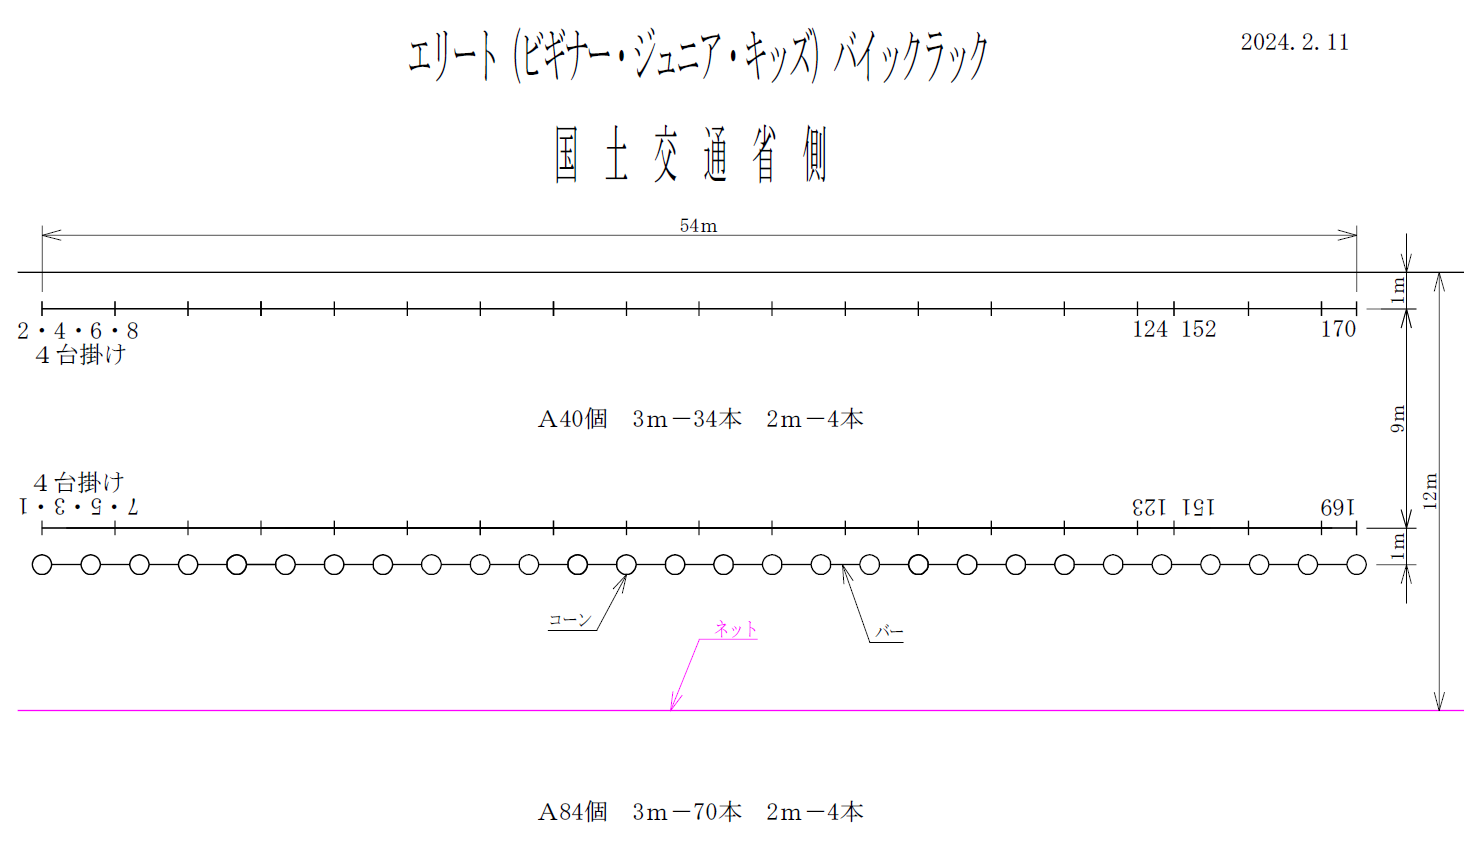 エリート（ビギナー・ジュニア・キッズ）バイックラック
2024.2.11
国土交通省側
54m
1m
2・4・6・8
124 152
170
４台掛け
9m
A40個　3m－34本　2m－4本
12m
４台掛け
1・3・5・7
123 151
169
1m
コーン
ネット
バー
A84個　3m－70本　2m－4本